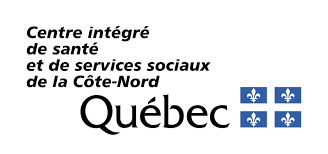 Centre intégré
de santé
et de services sociaux
de la Côte-Nord
Québec